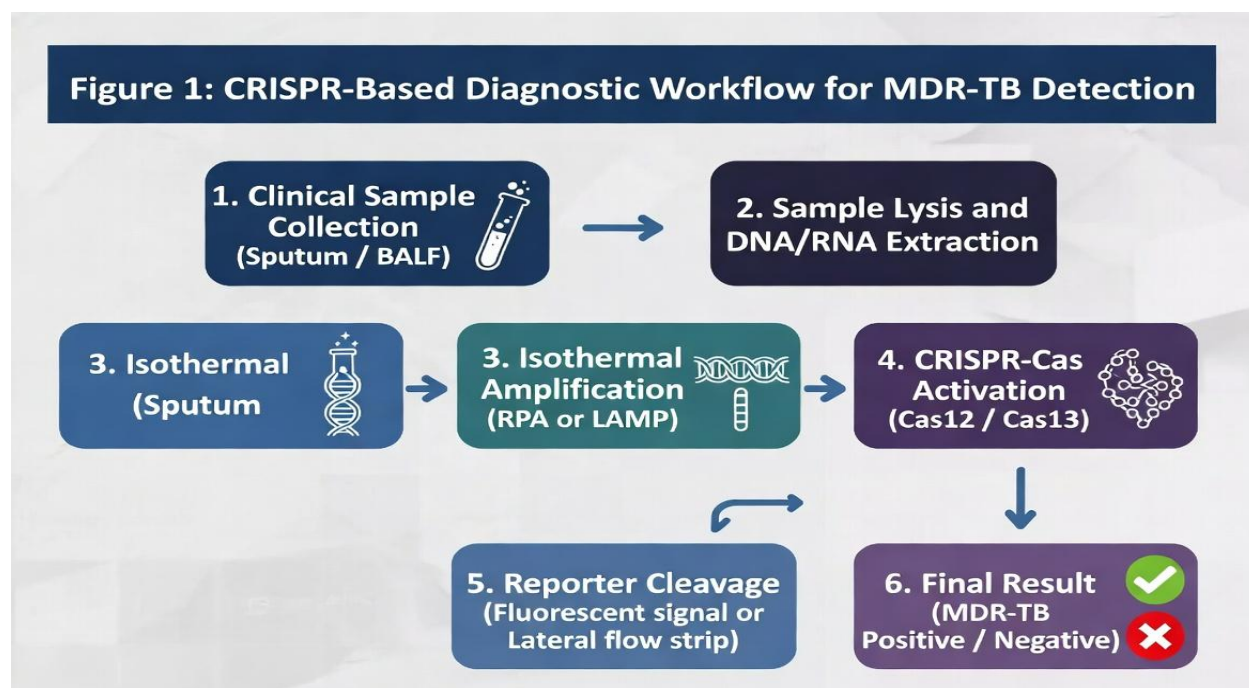 Figure 1: CRISPR-Based Diagnostic Workflow for MDR-TB Detection
1. Clinical Sample
Collection
(Sputum / BALF)
2. Sample Lysis and
DNA/RNA Extraction
3. Isothermal
(Sputum
3. Isothermal
Amplification
(RPA or LAMP)
4. CRISPR-Cas
Activation
(Cas12 / Cas13)
5. Reporter Cleavage
(Fluorescent signal or
Lateral flow strip)
6. Final Result
(MDR-TB
Positive / Negative)